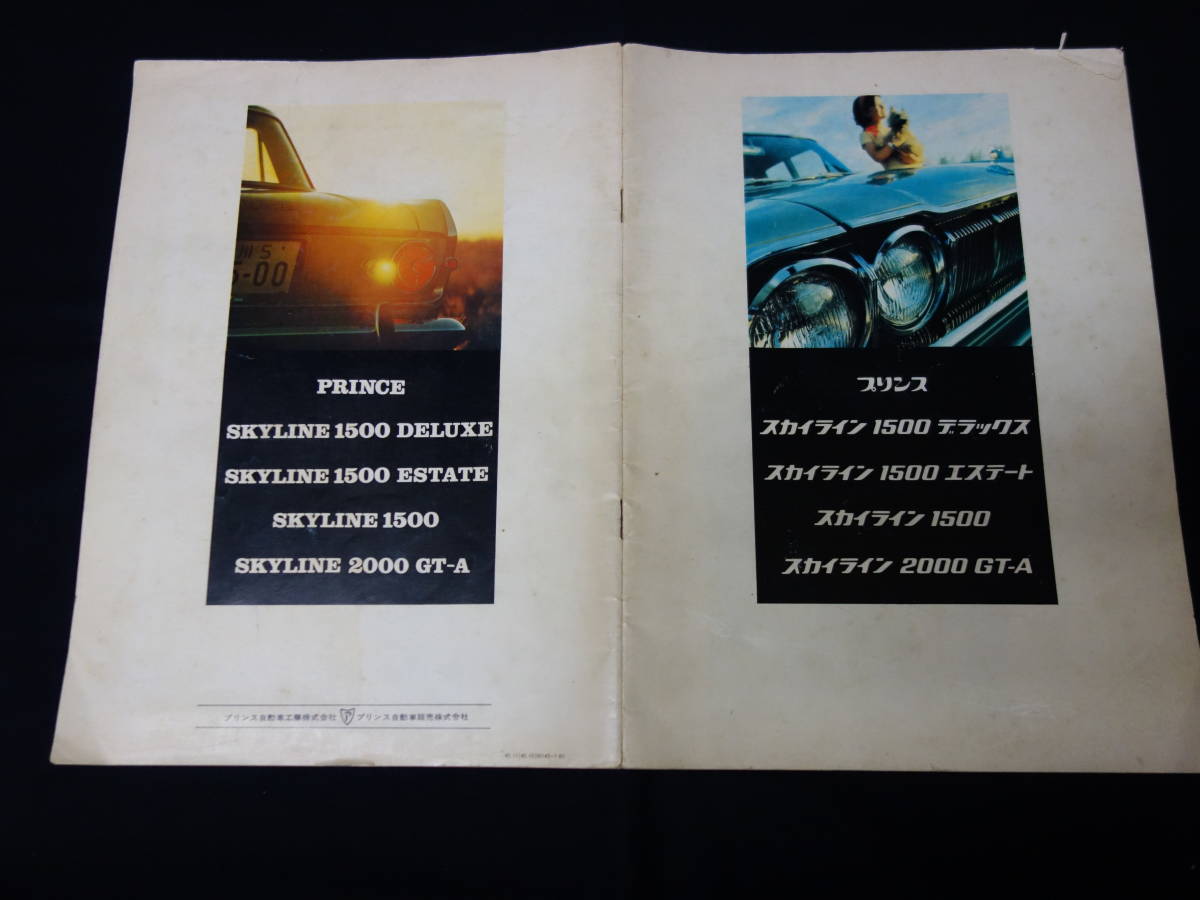 川5
5-00
PRINCE
SKYLINE 1500 DELUXE
SKYLINE 1500 ESTATE
SKYLINE 1500
SKYLINE 2000 GT-A
プリンス自動車工業株式会社 プリンス自動車販売株式会社
プリンス
スカイライン 1500 デラックス
スカイライン 1500 エステート
スカイライン 1500
スカイライン 2000 GT-A